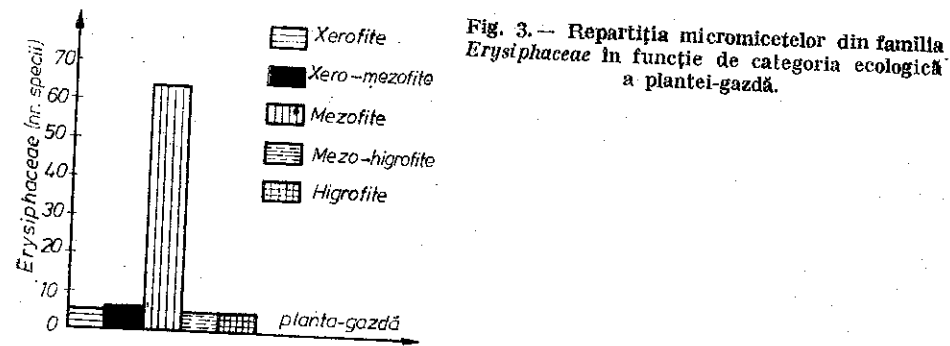 Erysiphaceae (nr. specii)
70
60
50
40
30
20
10
0
Xerofite
Xero-mezofite
Mezofite
Mezo-higrofite
Higrofite
planta-gazdă
Fig. 3. — Repartiția micromicetelor din familia
Erysiphaceae în funcție de categoria ecologică
a plantei-gazdă.